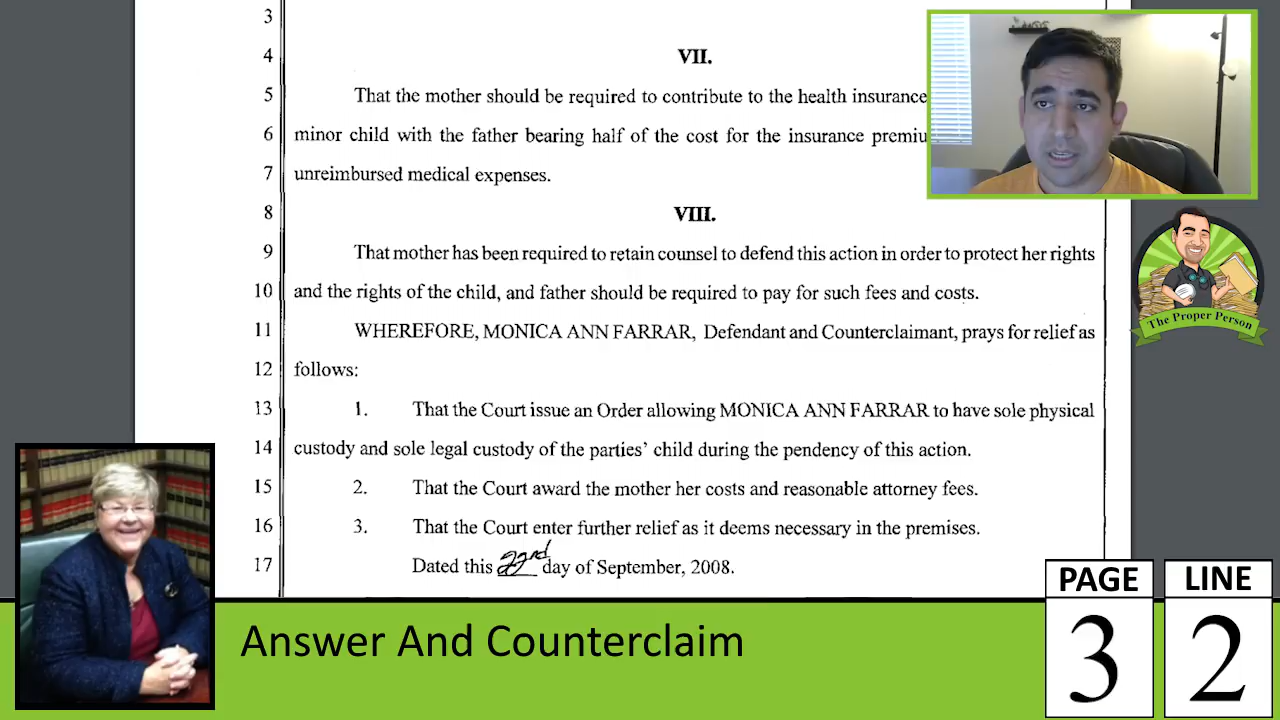 3
4 VII.
5 That the mother should be required to contribute to the health insurance
6 minor child with the father bearing half of the cost for the insurance premiu
7 unreimbursed medical expenses.
8 VIII.
9 That mother has been required to retain counsel to defend this action in order to protect her rights
10 and the rights of the child, and father should be required to pay for such fees and costs.
11 WHEREFORE, MONICA ANN FARRAR, Defendant and Counterclaimant, prays for relief as
12 follows:
13 1. That the Court issue an Order allowing MONICA ANN FARRAR to have sole physical
14 custody and sole legal custody of the parties' child during the pendency of this action.
15 2. That the Court award the mother her costs and reasonable attorney fees.
16 3. That the Court enter further relief as it deems necessary in the premises.
17 Dated this 22nd day of September, 2008.
The Proper Person
Answer And Counterclaim
PAGE LINE
3 2